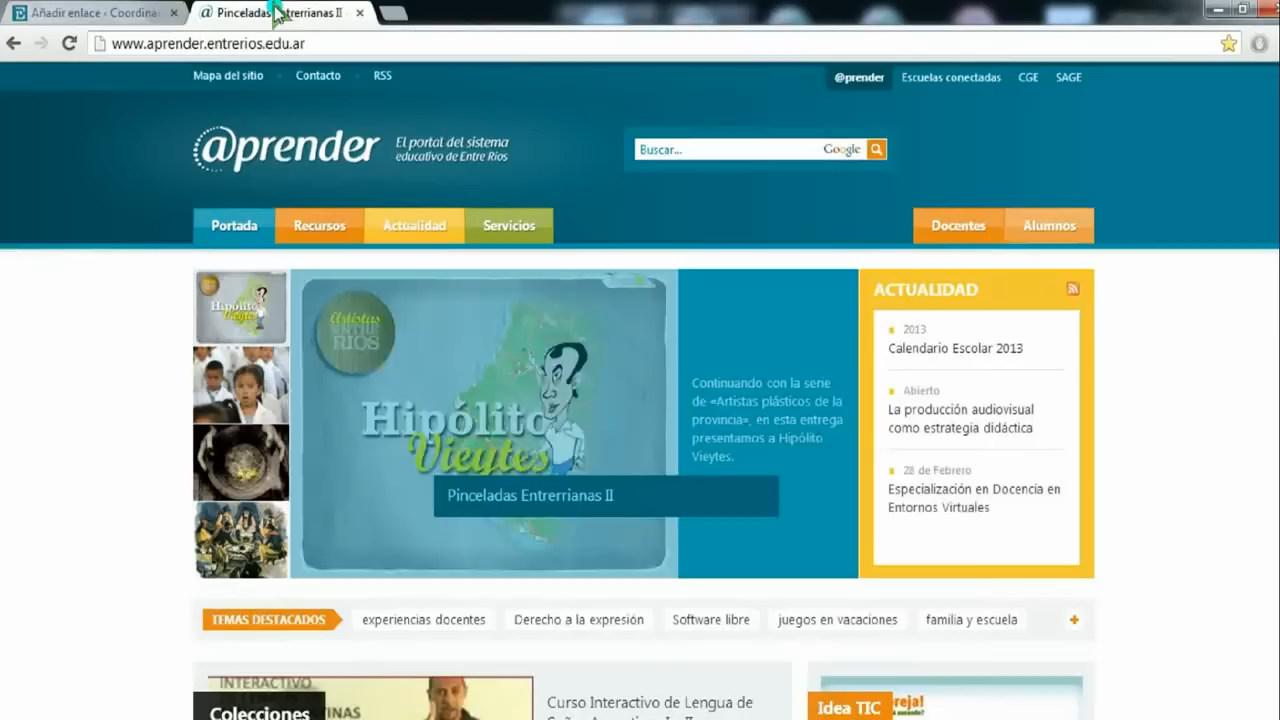 Añadir enlace ‹ Coordina
Pinceladas Entrerrianas II
www.aprender.entrerios.edu.ar
Mapa del sitio
Contacto
RSS
@prender
Escuelas conectadas
CGE
SAGE
@prender
El portal del sistema
educativo de Entre Ríos
Buscar...
Google
Portada
Recursos
Actualidad
Servicios
Docentes
Alumnos
Hipólito
Vieytes
Artistas
ENTRE
RIOS
Hipólito
Vieytes
Pinceladas Entrerrianas II
Continuando con la serie
de «Artistas plásticos de la
provincia», en esta entrega
presentamos a Hipólito
Vieytes.
ACTUALIDAD
2013
Calendario Escolar 2013
Abierto
La producción audiovisual
como estrategia didáctica
28 de Febrero
Especialización en Docencia en
Entornos Virtuales
TEMAS DESTACADOS
experiencias docentes
Derecho a la expresión
Software libre
juegos en vacaciones
familia y escuela
+
INTERACTIVO
Colecciones
Curso Interactivo de Lengua de
Idea TIC